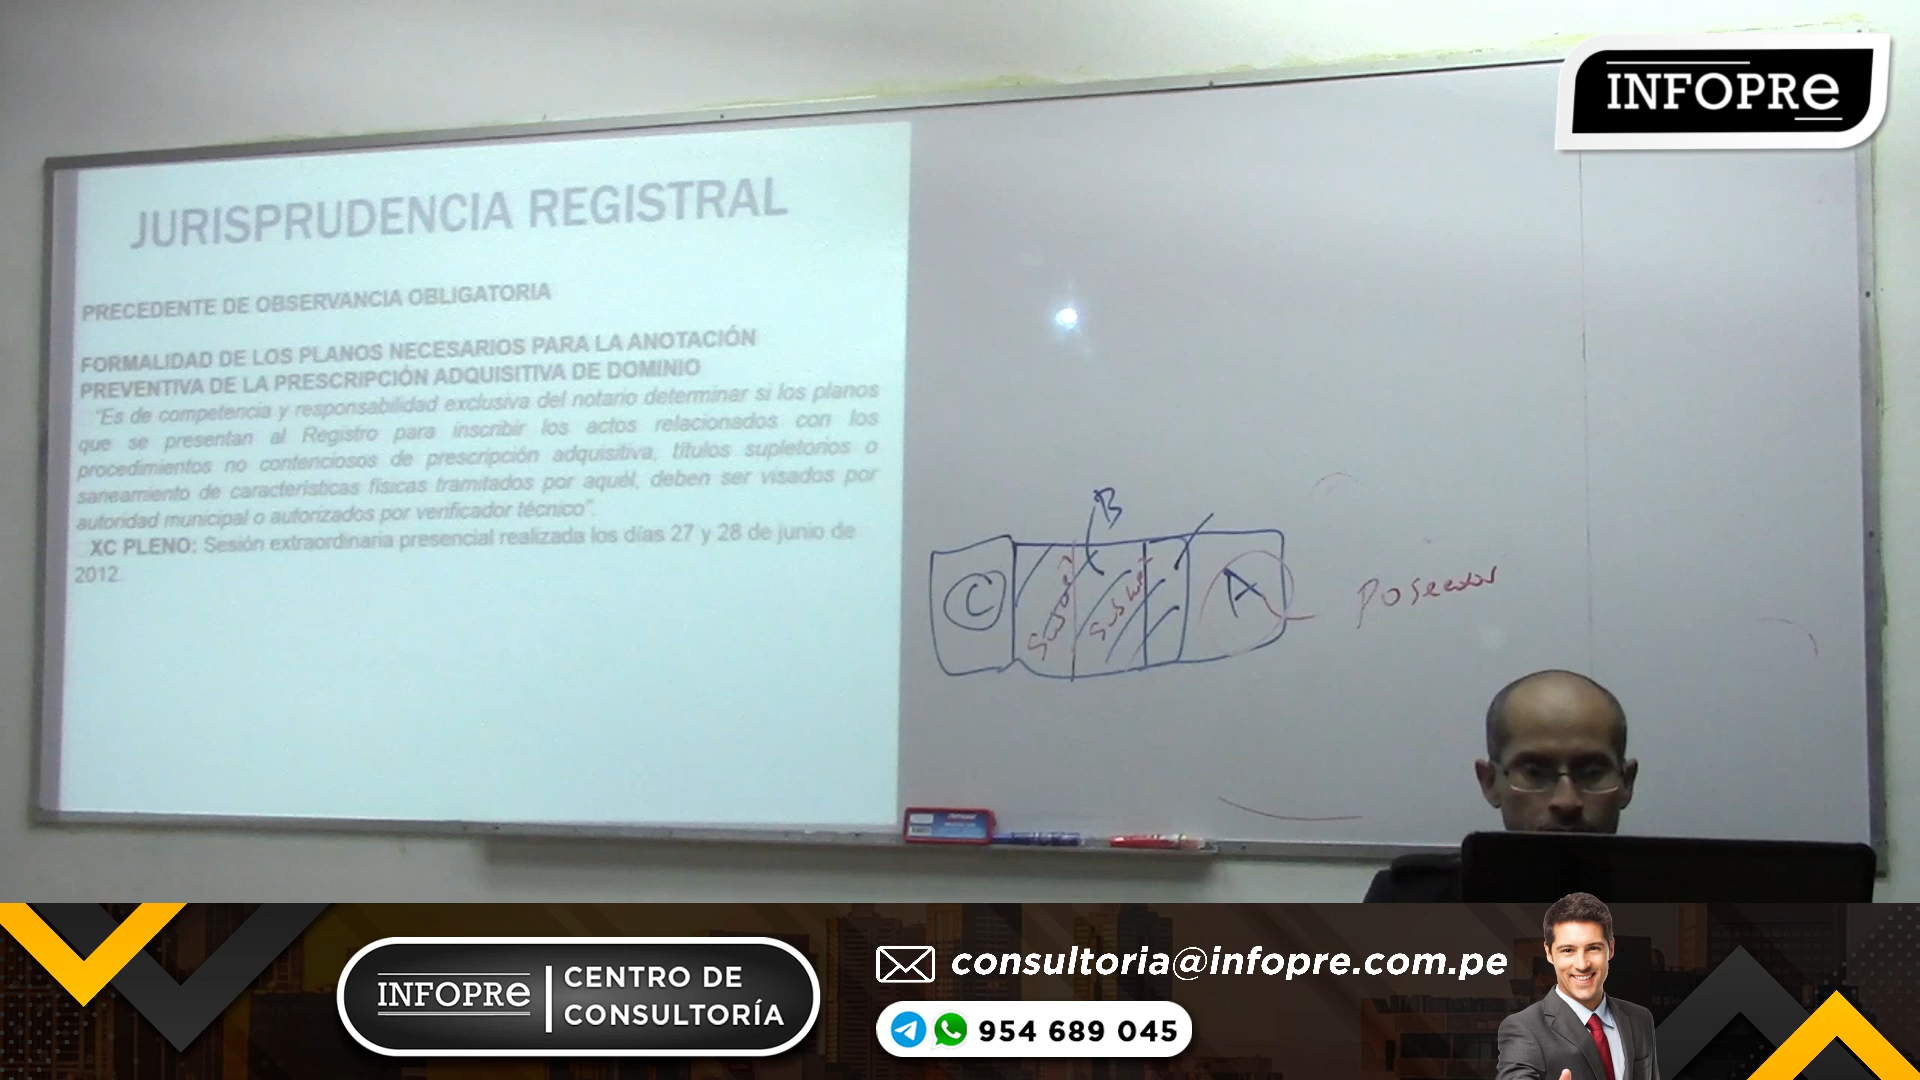 INFOPRe
JURISPRUDENCIA REGISTRAL
PRECEDENTE DE OBSERVANCIA OBLIGATORIA
FORMALIDAD DE LOS PLANOS NECESARIOS PARA LA ANOTACIÓN
PREVENTIVA DE LA PRESCRIPCIÓN ADQUISITIVA DE DOMINIO
"Es de competencia y responsabilidad exclusiva del notario determinar si los planos
que se presentan al Registro para inscribir los actos relacionados con los
procedimientos no contenciosos de prescripción adquisitiva, títulos supletorios o
saneamiento de características físicas tramitados por aquél, deben ser visados por
autoridad municipal o autorizados por verificador técnico".
XC PLENO: Sesión extraordinaria presencial realizada los días 27 y 28 de junio de
2012.
B
C
A
Poseedor
INFOPRe
CENTRO DE
CONSULTORÍA
consultoria@infopre.com.pe
954 689 045